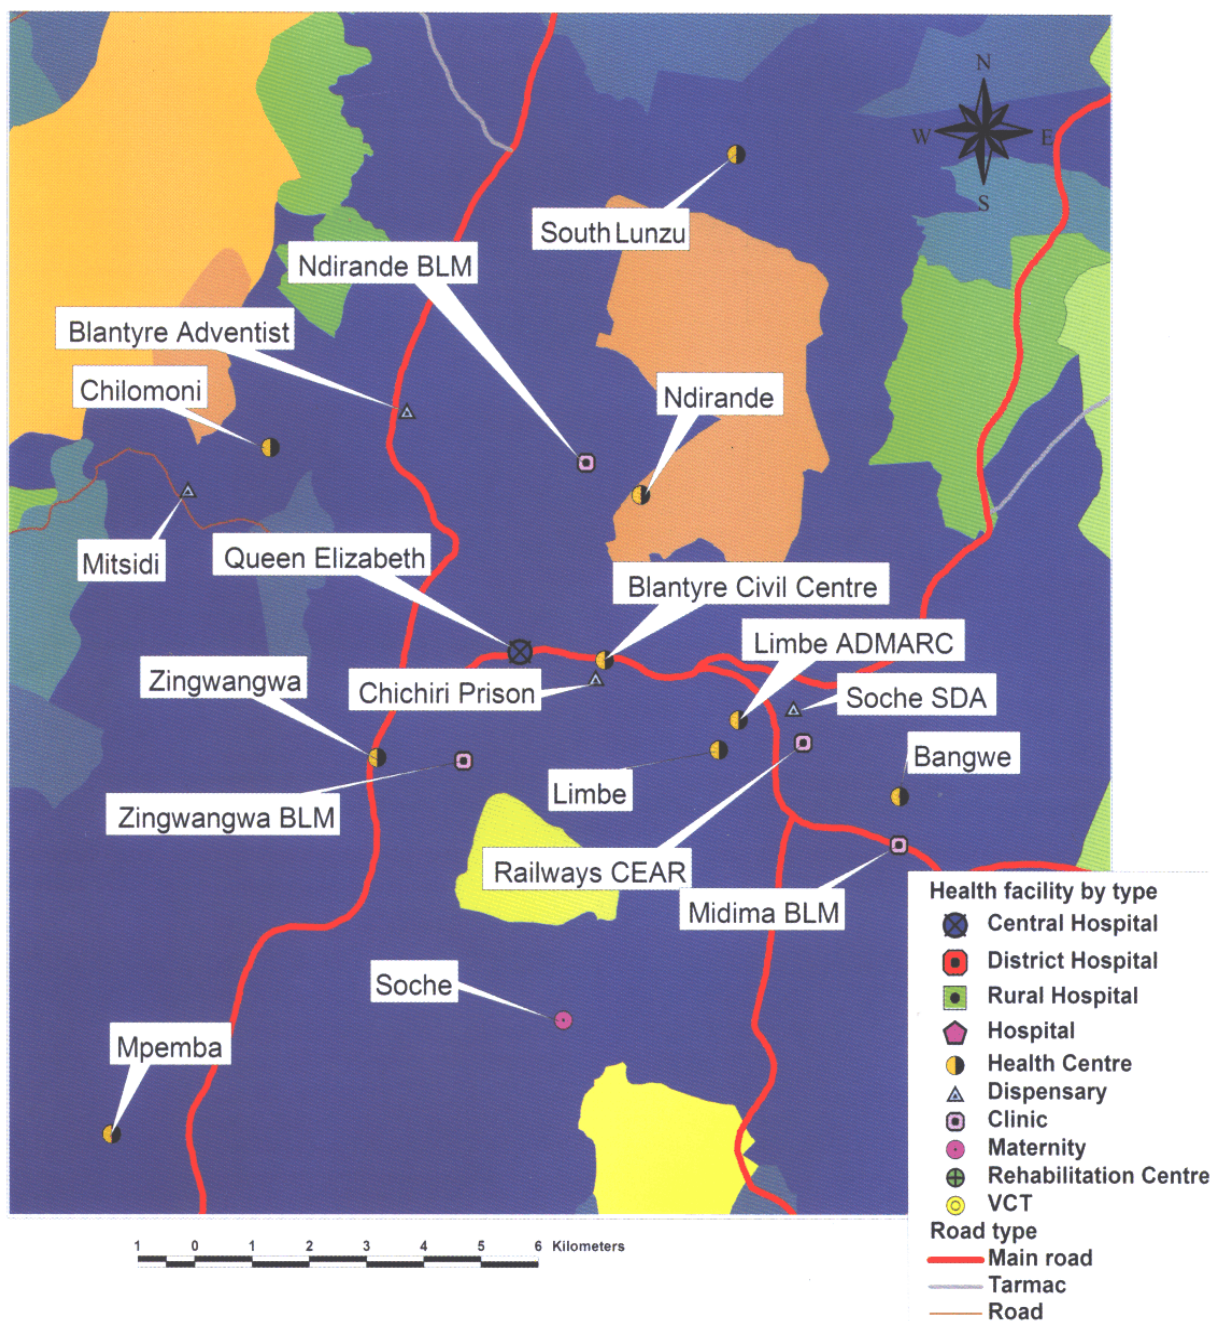 N
W E
S
South Lunzu
Ndirande BLM
Blantyre Adventist
Chilomoni
Ndirande
Mitsidi
Queen Elizabeth
Blantyre Civil Centre
Limbe ADMARC
Zingwangwa
Chichiri Prison
Soche SDA
Bangwe
Limbe
Zingwangwa BLM
Railways CEAR
Midima BLM
Soche
Mpemba
Health facility by type
Central Hospital
District Hospital
Rural Hospital
Hospital
Health Centre
Dispensary
Clinic
Maternity
Rehabilitation Centre
VCT
Road type
Main road
Tarmac
Road
1 0 1 2 3 4 5 6 Kilometers